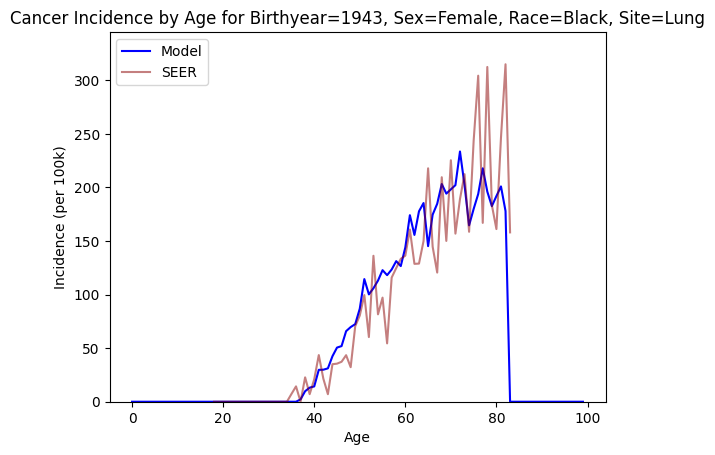 Cancer Incidence by Age for Birthyear=1943, Sex=Female, Race=Black, Site=Lung
Model
SEER
Incidence (per 100k)
300
250
200
150
100
50
0
0 20 40 60 80 100
Age